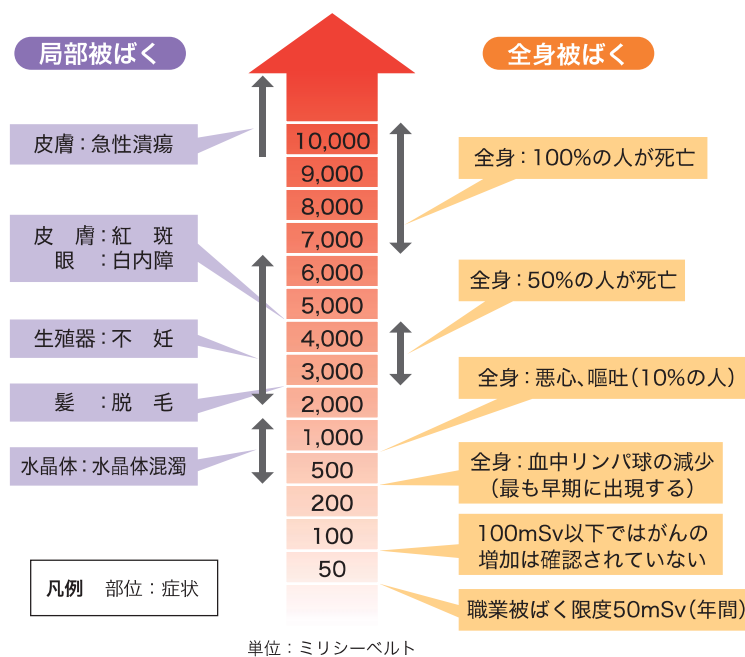 局部被ばく
全身被ばく
皮膚：急性潰瘍
皮　膚：紅　斑
眼　：白内障
生殖器：不　妊
髪　：脱　毛
水晶体：水晶体混濁
凡例　部位：症状
10,000
9,000
8,000
7,000
6,000
5,000
4,000
3,000
2,000
1,000
500
200
100
50
単位：ミリシーベルト
全身：100%の人が死亡
全身：50%の人が死亡
全身：悪心、嘔吐（10%の人）
全身：血中リンパ球の減少
（最も早期に出現する）
100mSv以下ではがんの
増加は確認されていない
職業被ばく限度50mSv（年間）